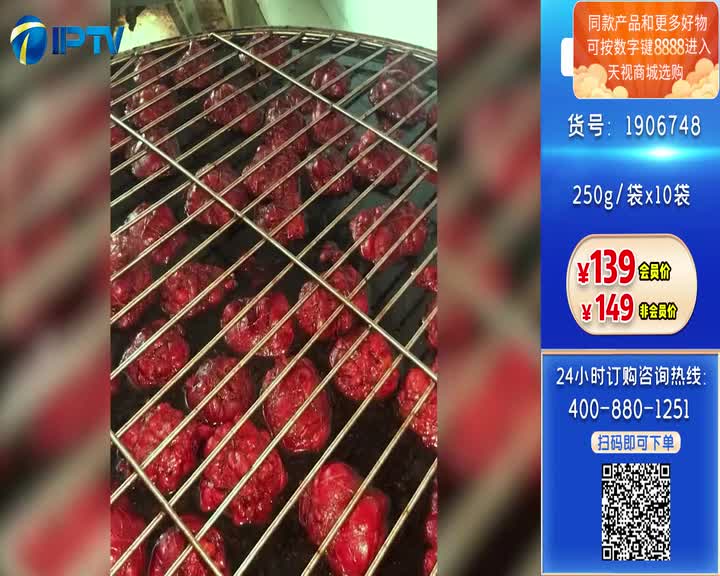 IPTV
同款产品和更多好物
可按数字键8888进入
天视商城选购
货号: 1906748
250g/袋x10袋
¥139会员价
¥149非会员价
24小时订购咨询热线:
400-880-1251
扫码即可下单